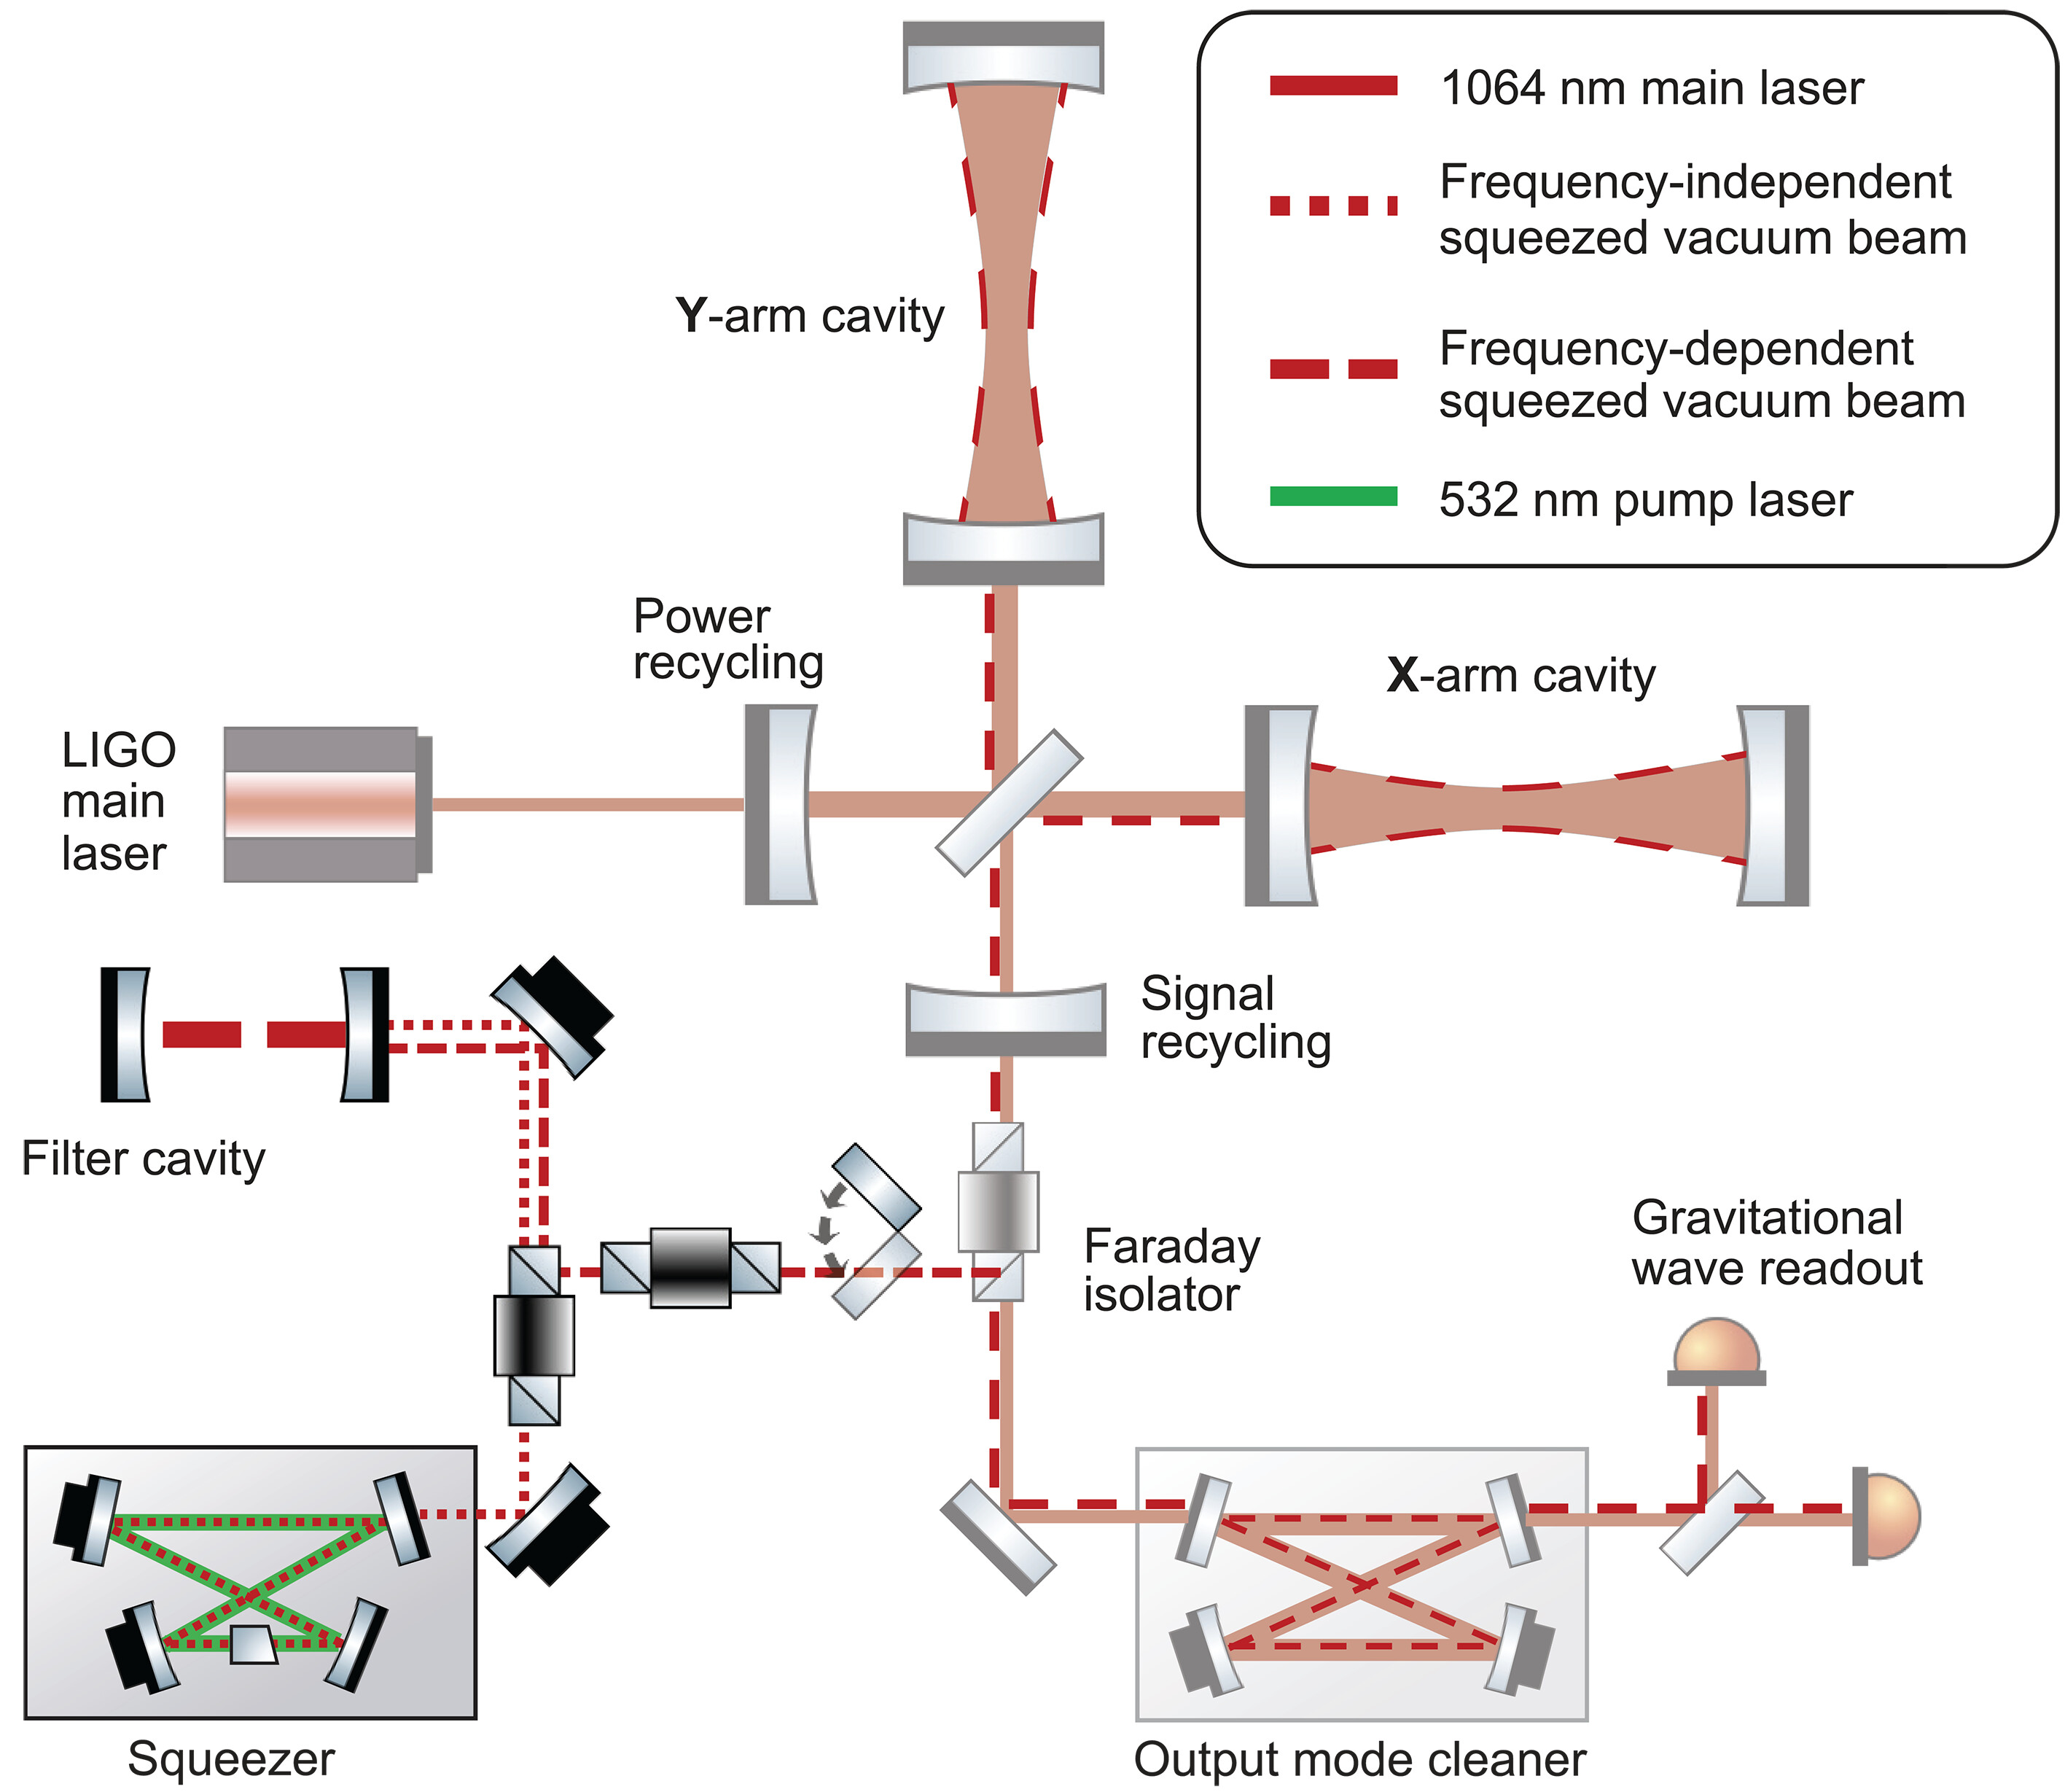 1064 nm main laser
Frequency-independent
squeezed vacuum beam
Frequency-dependent
squeezed vacuum beam
532 nm pump laser
Y-arm cavity
Power
recycling
X-arm cavity
LIGO
main
laser
Signal
recycling
Filter cavity
Faraday
isolator
Gravitational
wave readout
Squeezer
Output mode cleaner